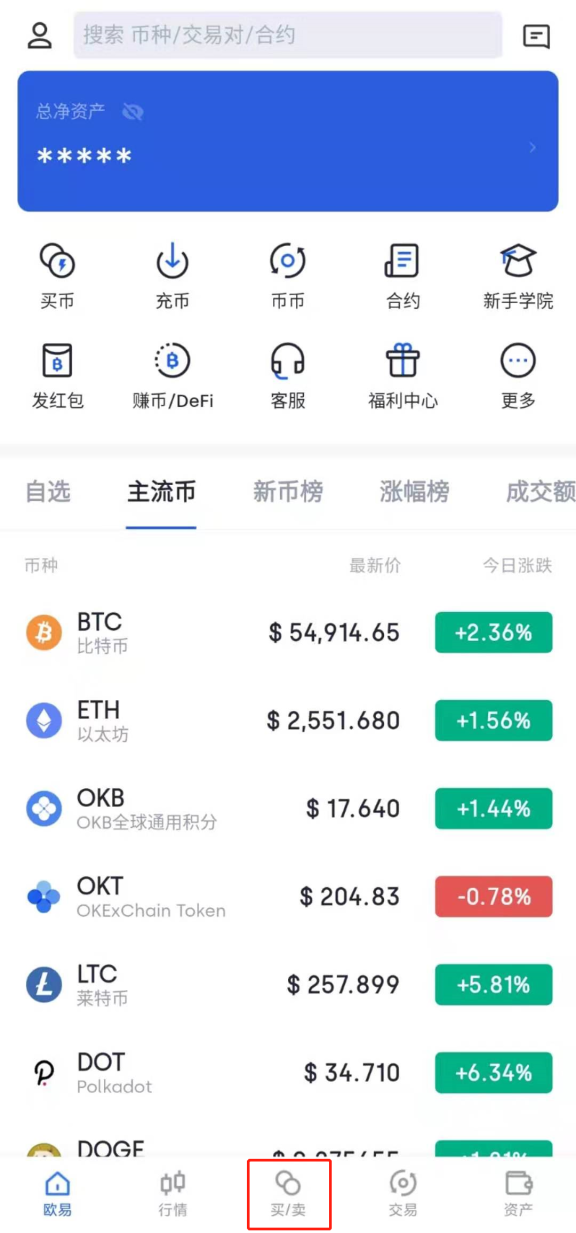 搜索 币种/交易对/合约
总净资产
*****
买币 充币 币币 合约 新手学院
发红包 赚币/DeFi 客服 福利中心 更多
自选 主流币 新币榜 涨幅榜 成交额
币种 最新价 今日涨跌
BTC
比特币
$ 54,914.65 +2.36%
ETH
以太坊
$ 2,551.680 +1.56%
OKB
OKB全球通用积分
$ 17.640 +1.44%
OKT
OKExChain Token
$ 204.83 -0.78%
LTC
莱特币
$ 257.899 +5.81%
DOT
Polkadot
$ 34.710 +6.34%
DOGE
欧易 行情 买/卖 交易 资产